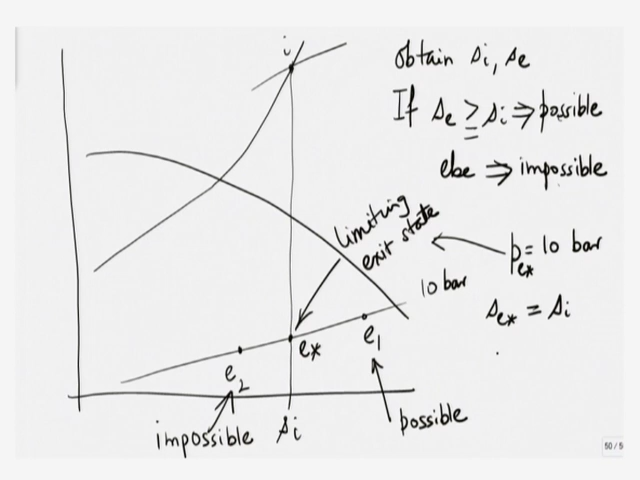 i
obtain si, se
If se ≥ si ⇒ possible
else ⇒ impossible
limiting
exit state
pe* = 10 bar
10 bar
se* = si
e*
e1
e2
possible
impossible
si
50 / 5